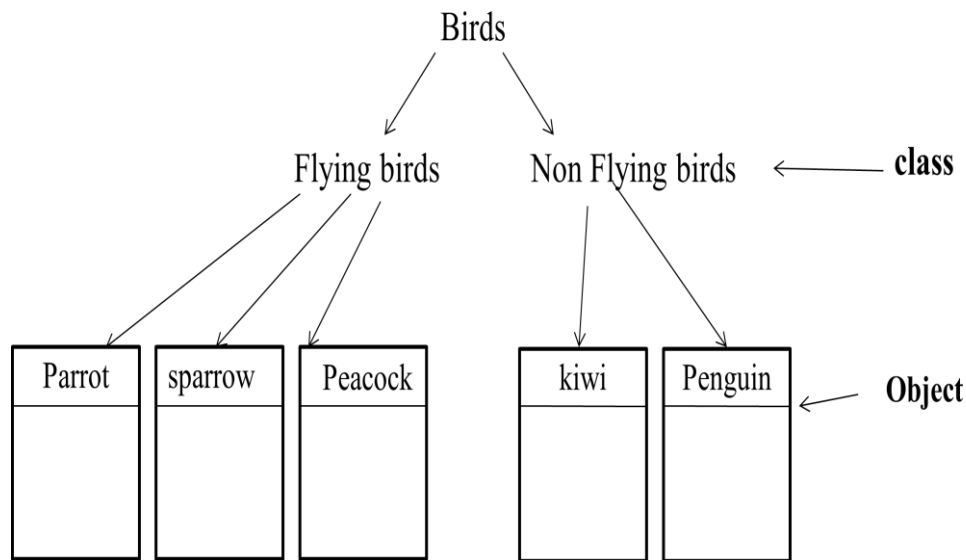 Birds
Flying birds
Non Flying birds
class
Parrot
sparrow
Peacock
kiwi
Penguin
Object